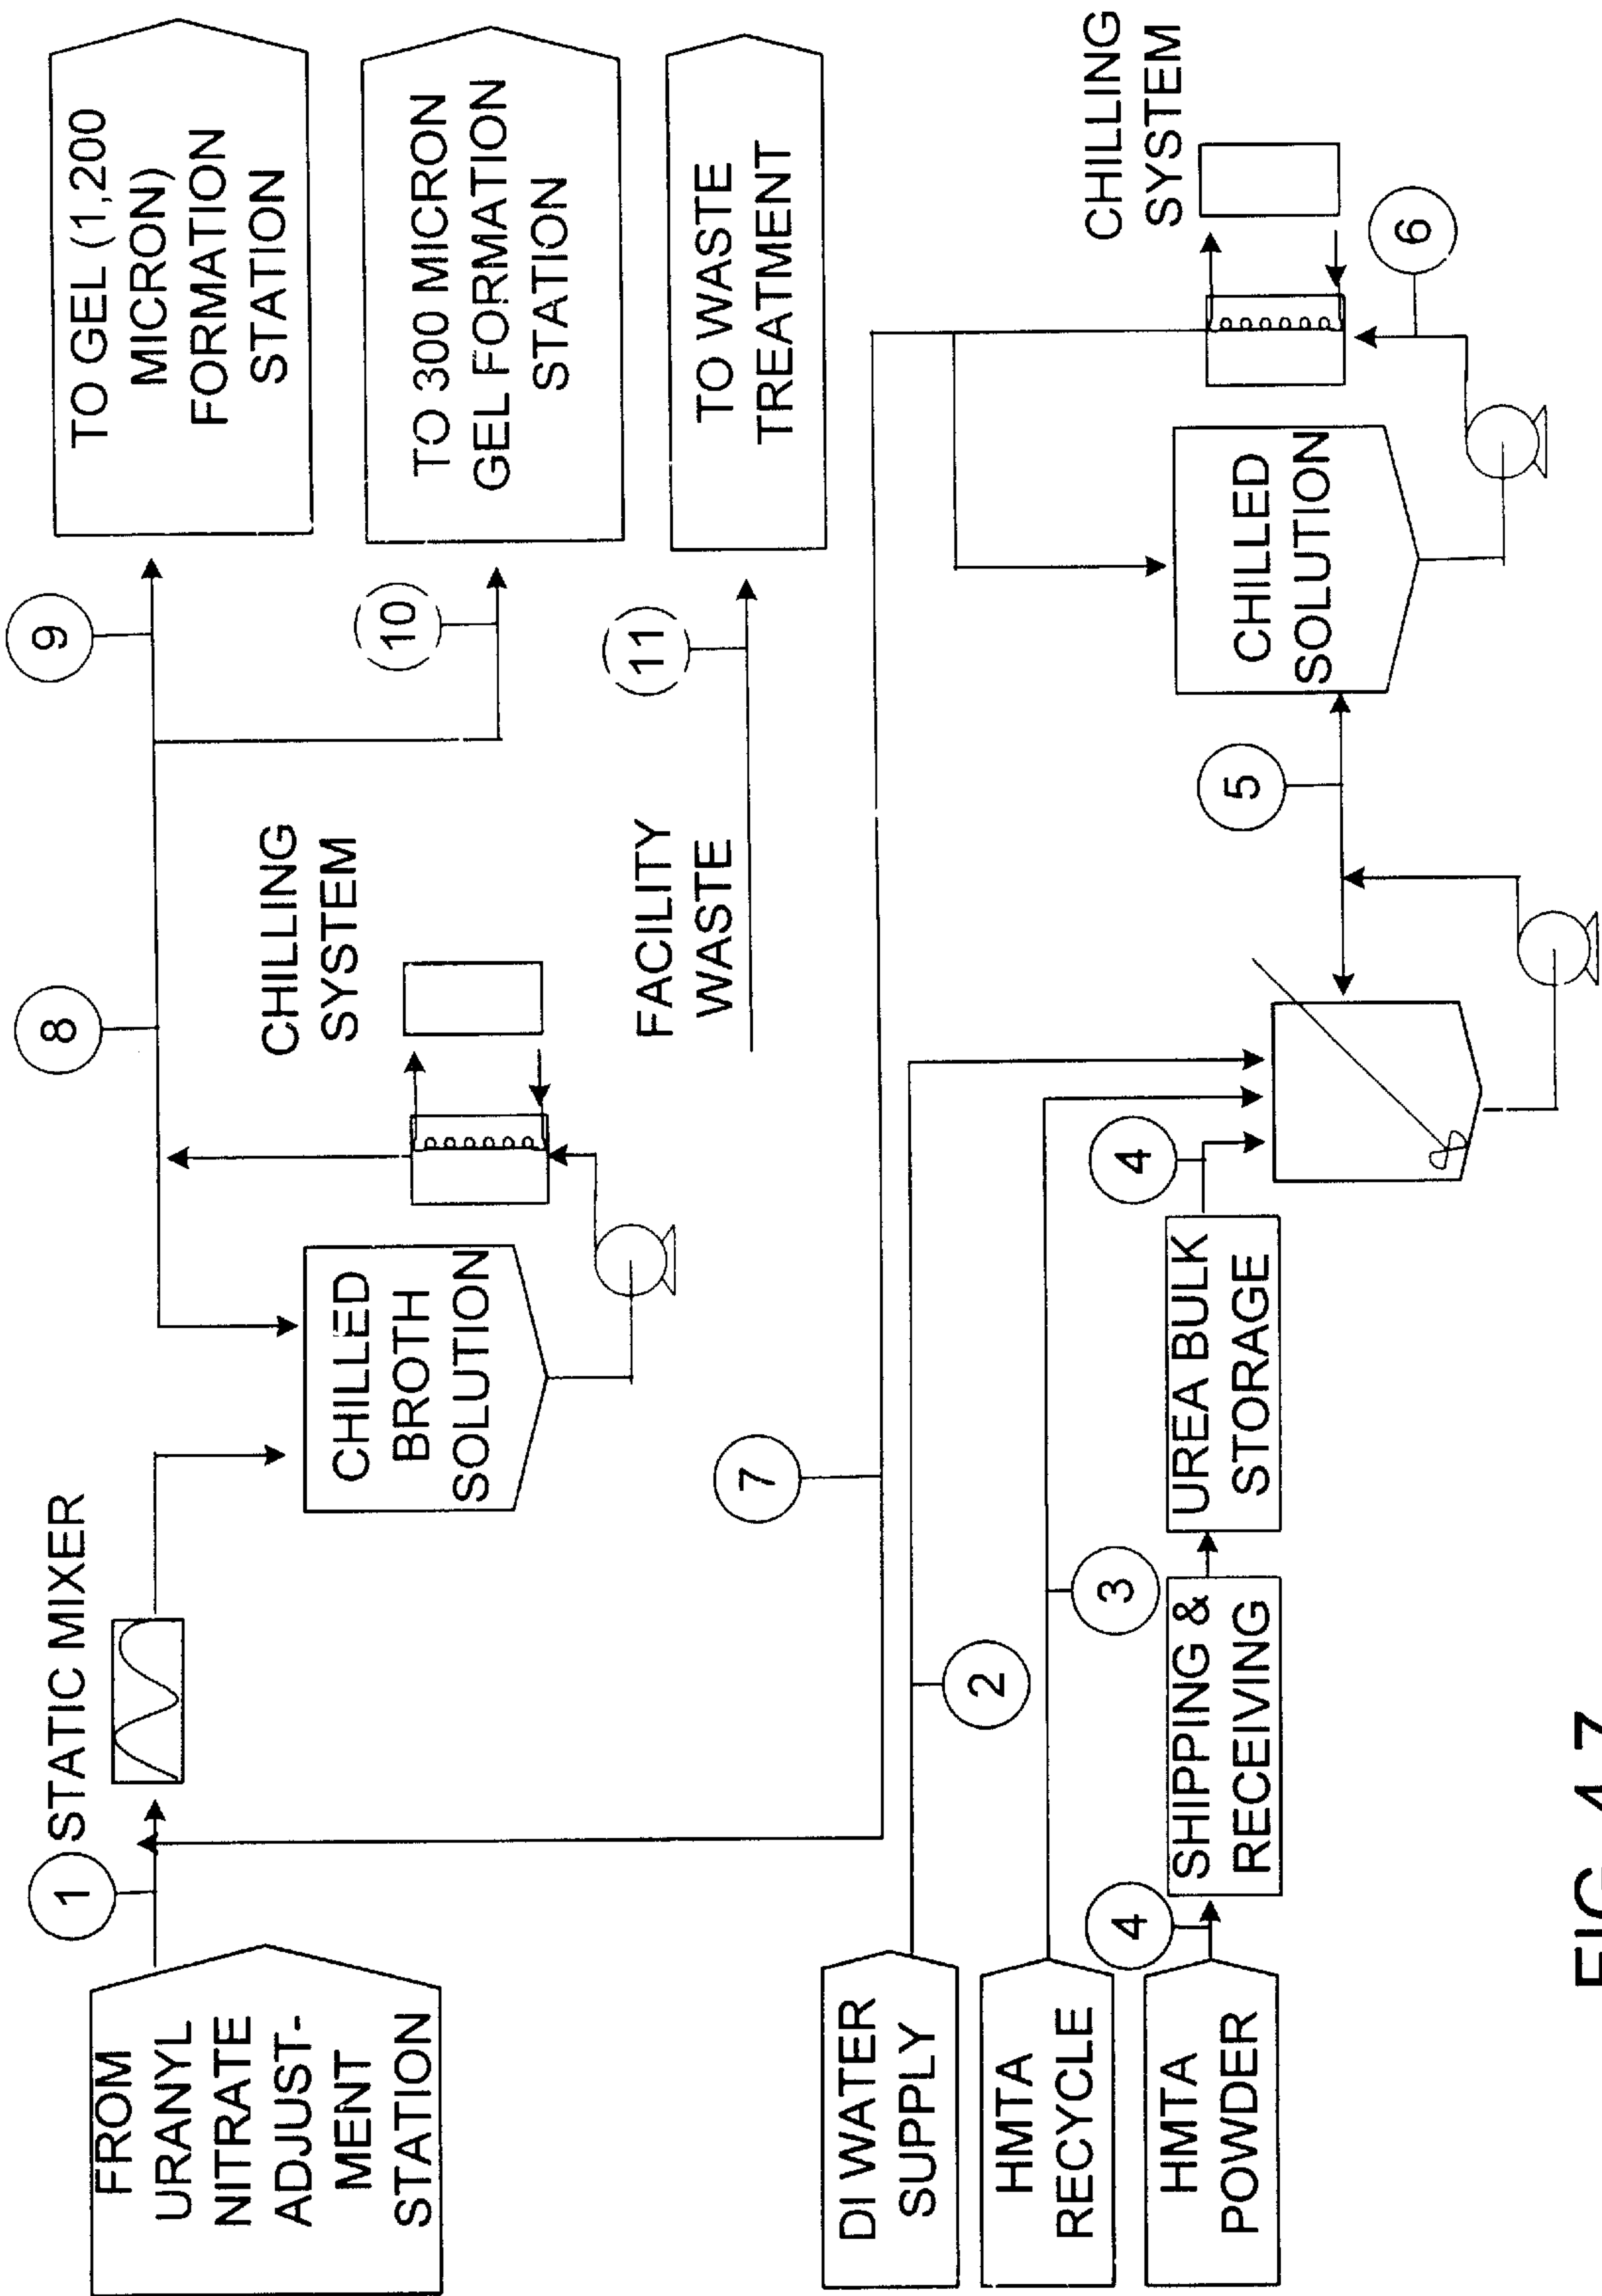 FROM
URANYL
NITRATE
ADJUST-
MENT
STATION
1
STATIC MIXER
CHILLED
BROTH
SOLUTION
CHILLING
SYSTEM
8
9
TO GEL (1,200
MICRON)
FORMATION
STATION
10
TO 300 MICRON
GEL FORMATION
STATION
FACILITY
WASTE
11
TO WASTE
TREATMENT
7
DI WATER
SUPPLY
2
HMTA
RECYCLE
3
HMTA
POWDER
4
SHIPPING &
RECEIVING
UREA BULK
STORAGE
4
5
CHILLED
SOLUTION
6
CHILLING
SYSTEM